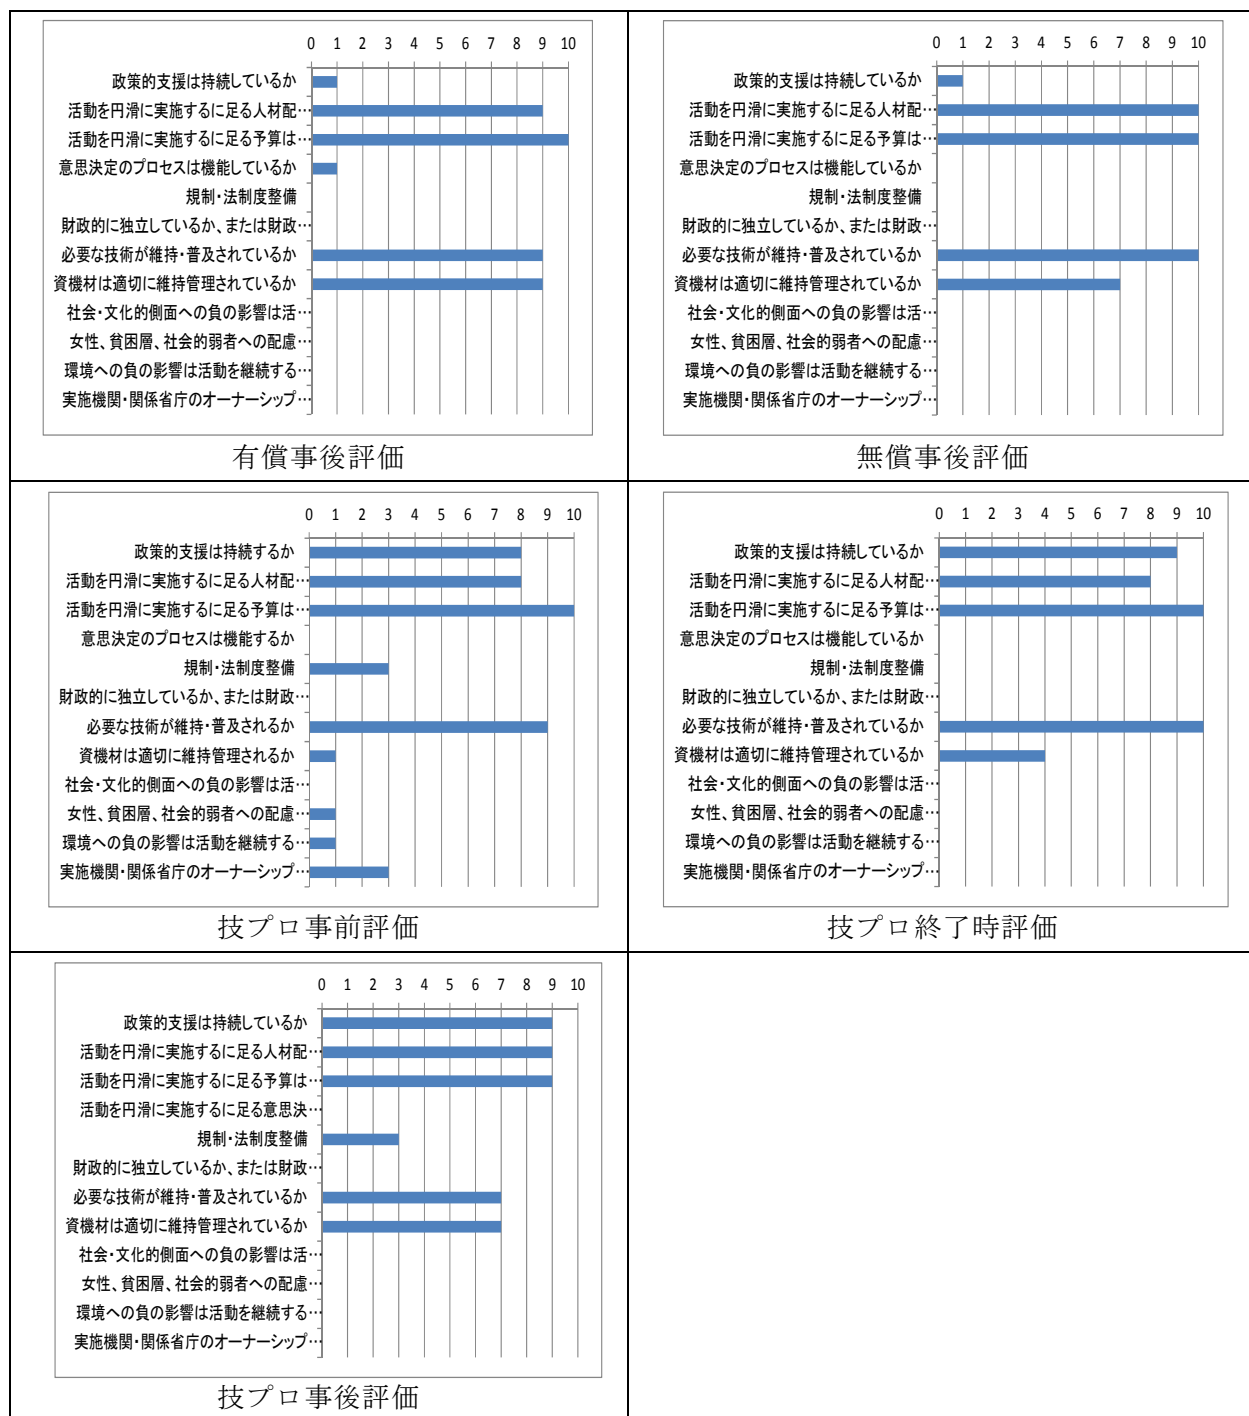 0 1 2 3 4 5 6 7 8 9 10
政策的支援は持続しているか
活動を円滑に実施するに足る人材配…
活動を円滑に実施するに足る予算は…
意思決定のプロセスは機能しているか
規制・法制度整備
財政的に独立しているか、または財政…
必要な技術が維持・普及されているか
資機材は適切に維持管理されているか
社会・文化的側面への負の影響は活…
女性、貧困層、社会的弱者への配慮…
環境への負の影響は活動を継続する…
実施機関・関係省庁のオーナーシップ…
有償事後評価
0 1 2 3 4 5 6 7 8 9 10
政策的支援は持続しているか
活動を円滑に実施するに足る人材配…
活動を円滑に実施するに足る予算は…
意思決定のプロセスは機能しているか
規制・法制度整備
財政的に独立しているか、または財政…
必要な技術が維持・普及されているか
資機材は適切に維持管理されているか
社会・文化的側面への負の影響は活…
女性、貧困層、社会的弱者への配慮…
環境への負の影響は活動を継続する…
実施機関・関係省庁のオーナーシップ…
無償事後評価
0 1 2 3 4 5 6 7 8 9 10
政策的支援は持続するか
活動を円滑に実施するに足る人材配…
活動を円滑に実施するに足る予算は…
意思決定のプロセスは機能するか
規制・法制度整備
財政的に独立しているか、または財政…
必要な技術が維持・普及されるか
資機材は適切に維持管理されるか
社会・文化的側面への負の影響は活…
女性、貧困層、社会的弱者への配慮…
環境への負の影響は活動を継続する…
実施機関・関係省庁のオーナーシップ…
技プロ事前評価
0 1 2 3 4 5 6 7 8 9 10
政策的支援は持続しているか
活動を円滑に実施するに足る人材配…
活動を円滑に実施するに足る予算は…
意思決定のプロセスは機能しているか
規制・法制度整備
財政的に独立しているか、または財政…
必要な技術が維持・普及されているか
資機材は適切に維持管理されているか
社会・文化的側面への負の影響は活…
女性、貧困層、社会的弱者への配慮…
環境への負の影響は活動を継続する…
実施機関・関係省庁のオーナーシップ…
技プロ終了時評価
0 1 2 3 4 5 6 7 8 9 10
政策的支援は持続しているか
活動を円滑に実施するに足る人材配…
活動を円滑に実施するに足る予算は…
活動を円滑に実施するに足る意思決…
規制・法制度整備
財政的に独立しているか、または財政…
必要な技術が維持・普及されているか
資機材は適切に維持管理されているか
社会・文化的側面への負の影響は活…
女性、貧困層、社会的弱者への配慮…
環境への負の影響は活動を継続する…
実施機関・関係省庁のオーナーシップ…
技プロ事後評価